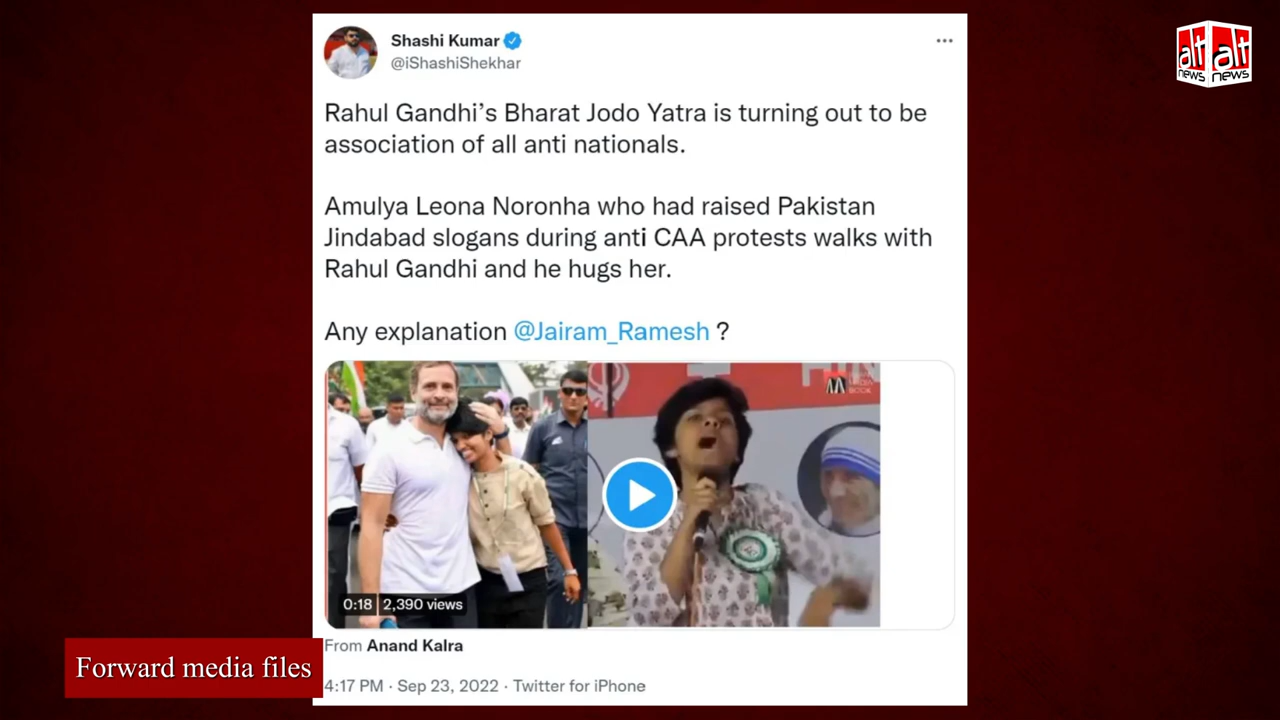 Shashi Kumar
@iShashiShekhar
alt news alt news
Rahul Gandhi’s Bharat Jodo Yatra is turning out to be
association of all anti nationals.
Amulya Leona Noronha who had raised Pakistan
Jindabad slogans during anti CAA protests walks with
Rahul Gandhi and he hugs her.
Any explanation @Jairam_Ramesh ?
0:18 2,390 views
From Anand Kalra
4:17 PM · Sep 23, 2022 · Twitter for iPhone
Forward media files